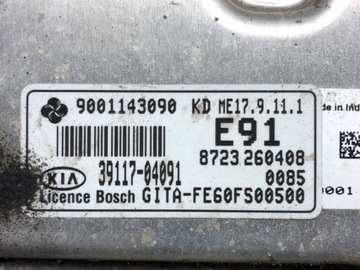 9001143090 KD ME17.9.11.1
E91
39117-04091
8723 260408
0085
KIA
Licence Bosch GITA-FE60FS00500
de in Ind
0001